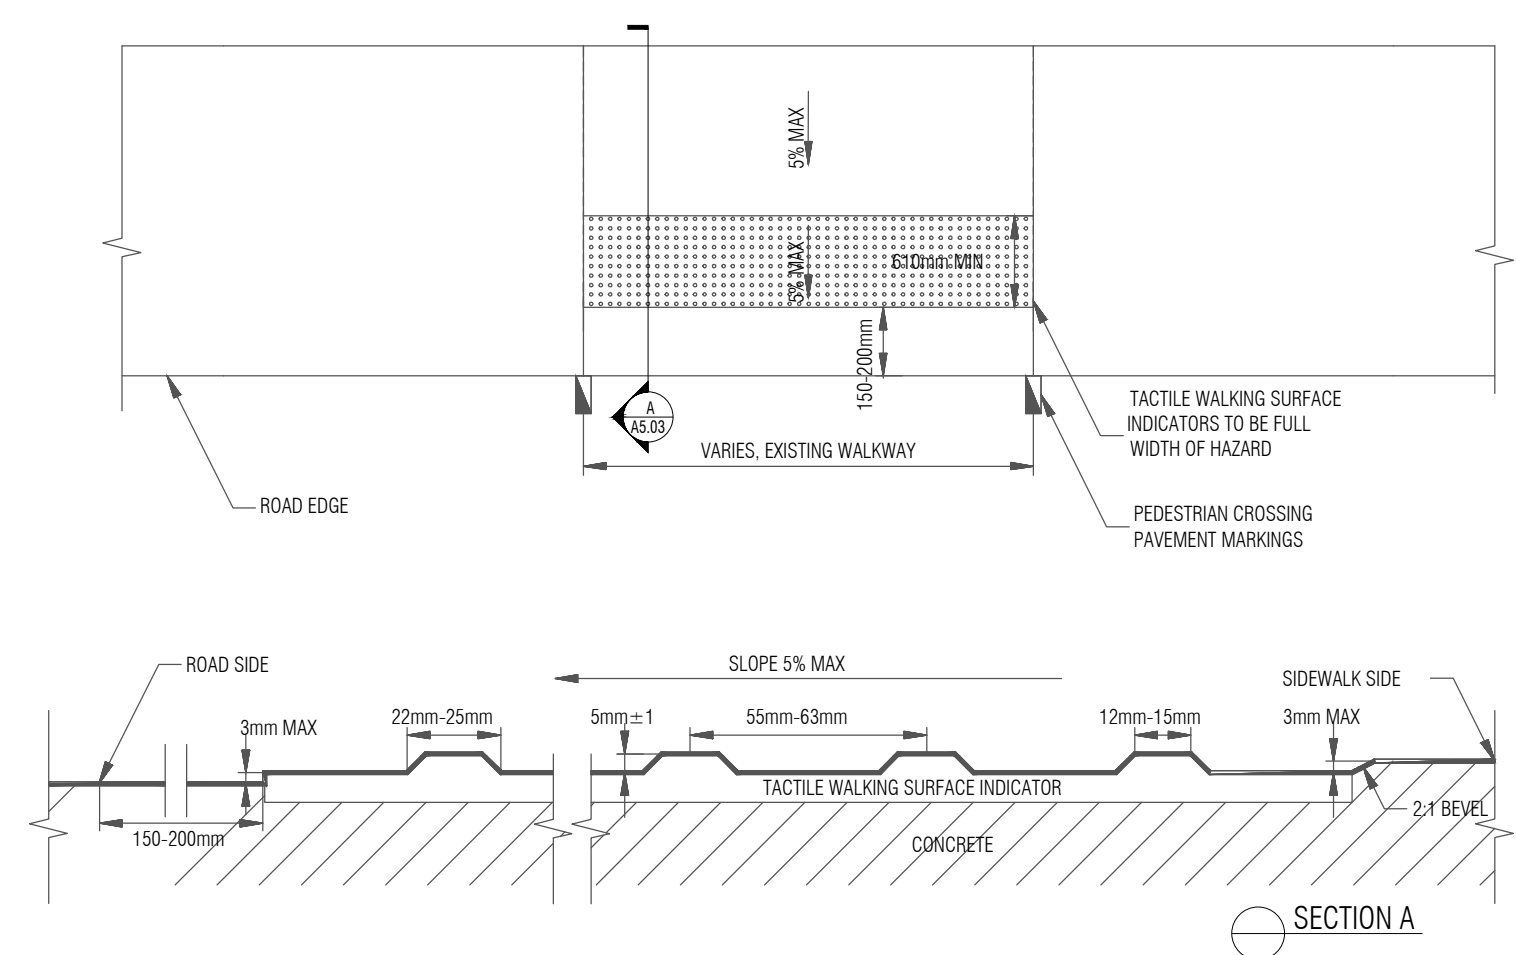 5% MAX
5% MAX
610mm MIN
150-200mm
A
A5.03
VARIES, EXISTING WALKWAY
TACTILE WALKING SURFACE
INDICATORS TO BE FULL
WIDTH OF HAZARD
ROAD EDGE
PEDESTRIAN CROSSING
PAVEMENT MARKINGS
ROAD SIDE
SLOPE 5% MAX
SIDEWALK SIDE
3mm MAX
22mm-25mm
5mm±1
55mm-63mm
12mm-15mm
3mm MAX
TACTILE WALKING SURFACE INDICATOR
2:1 BEVEL
150-200mm
CONCRETE
SECTION A